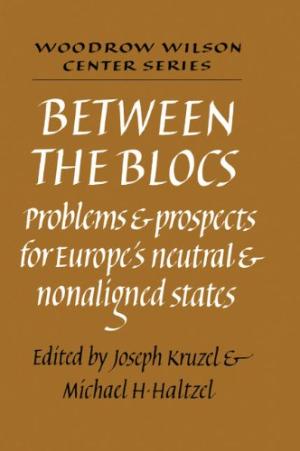 WOODROW WILSON
CENTER SERIES
BETWEEN
THE BLOCS
Problems & prospects
for Europe's neutral &
nonaligned states
Edited by Joseph Kruzel &
Michael H·Haltzel